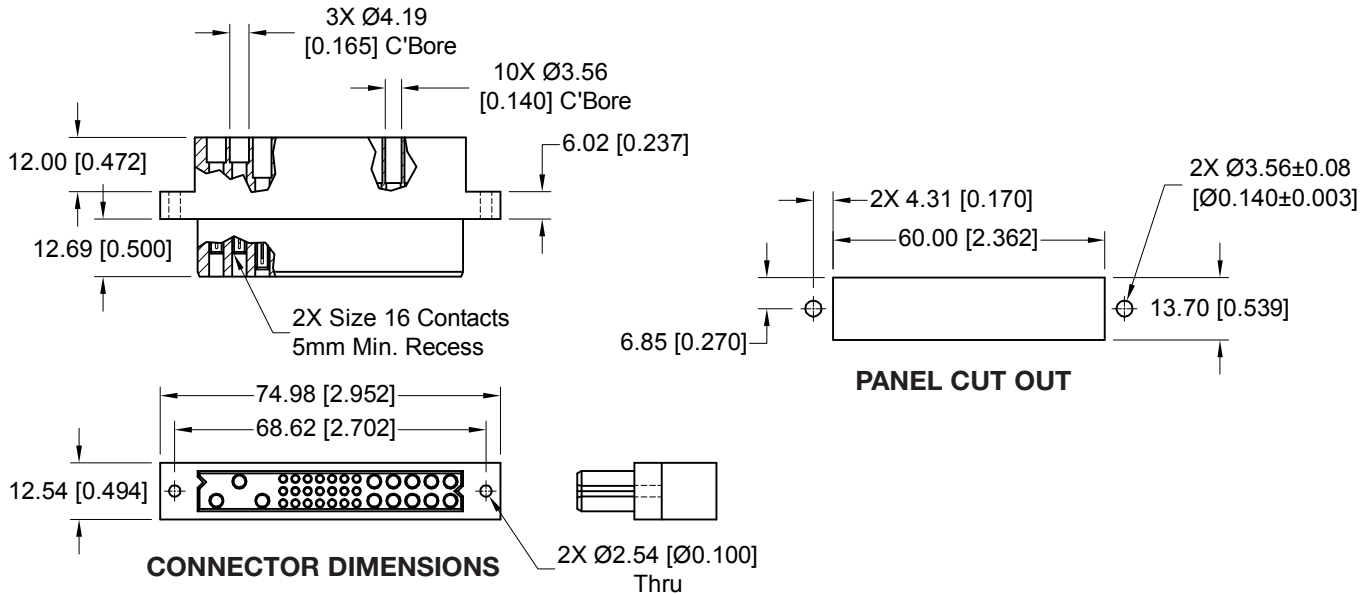 3X Ø4.19
[0.165] C'Bore
10X Ø3.56
[0.140] C'Bore
12.00 [0.472]
6.02 [0.237]
12.69 [0.500]
2X Size 16 Contacts
5mm Min. Recess
2X Ø3.56±0.08
[Ø0.140±0.003]
2X 4.31 [0.170]
60.00 [2.362]
13.70 [0.539]
6.85 [0.270]
PANEL CUT OUT
74.98 [2.952]
68.62 [2.702]
12.54 [0.494]
2X Ø2.54 [Ø0.100]
Thru
CONNECTOR DIMENSIONS